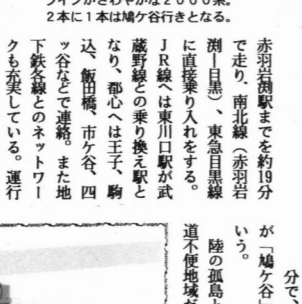 ラインがさわやかな２０００系。
２本に１本は鳩ケ谷行きとなる。
分で、
が「鳩ケ谷
いう。
陸の孤島と
道不便地域だ
赤羽岩淵駅までを約19分
で走り、南北線（赤羽岩
淵ー目黒）、東急目黒線
に直接乗り入れをする。
ＪＲ線へは東川口駅が武
蔵野線との乗り換え駅と
なり、都心へは王子、駒
込、飯田橋、市ケ谷、四
ッ谷などで連絡。また地
下鉄各線とのネットワー
クも充実している。運行